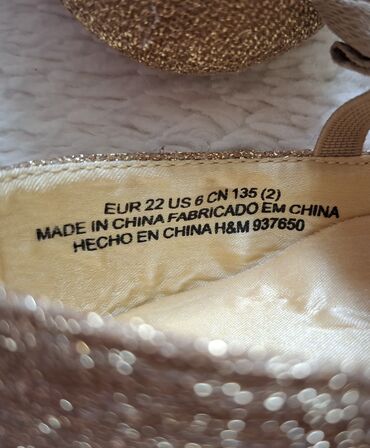 EUR 22 US 6 CN 135 (2)
MADE IN CHINA FABRICADO EM CHINA
HECHO EN CHINA H&M 937650